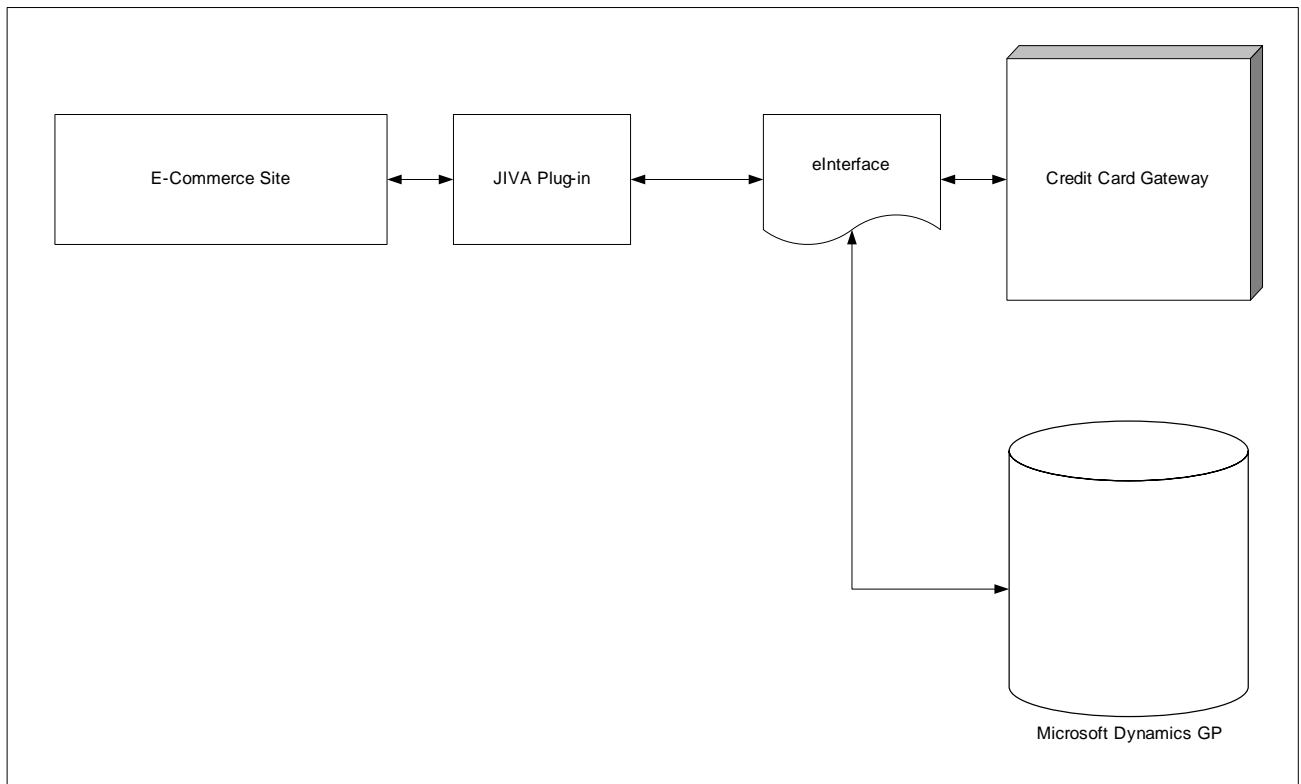 E-Commerce Site
JIVA Plug-in
eInterface
Credit Card Gateway
Microsoft Dynamics GP